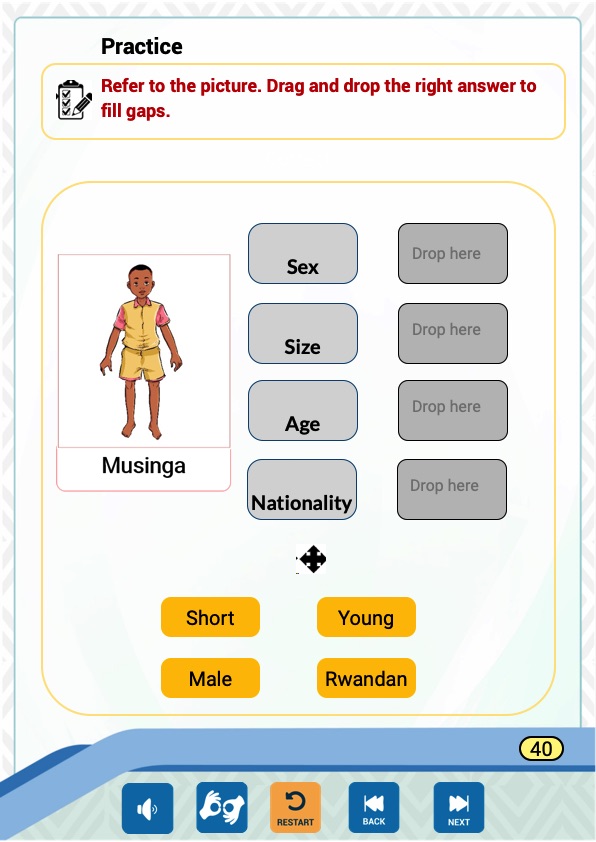 Practice
Refer to the picture. Drag and drop the right answer to
fill gaps.
Sex
Drop here
Size
Drop here
Age
Drop here
Musinga
Nationality
Drop here
Short
Young
Male
Rwandan
40
RESTART
BACK
NEXT